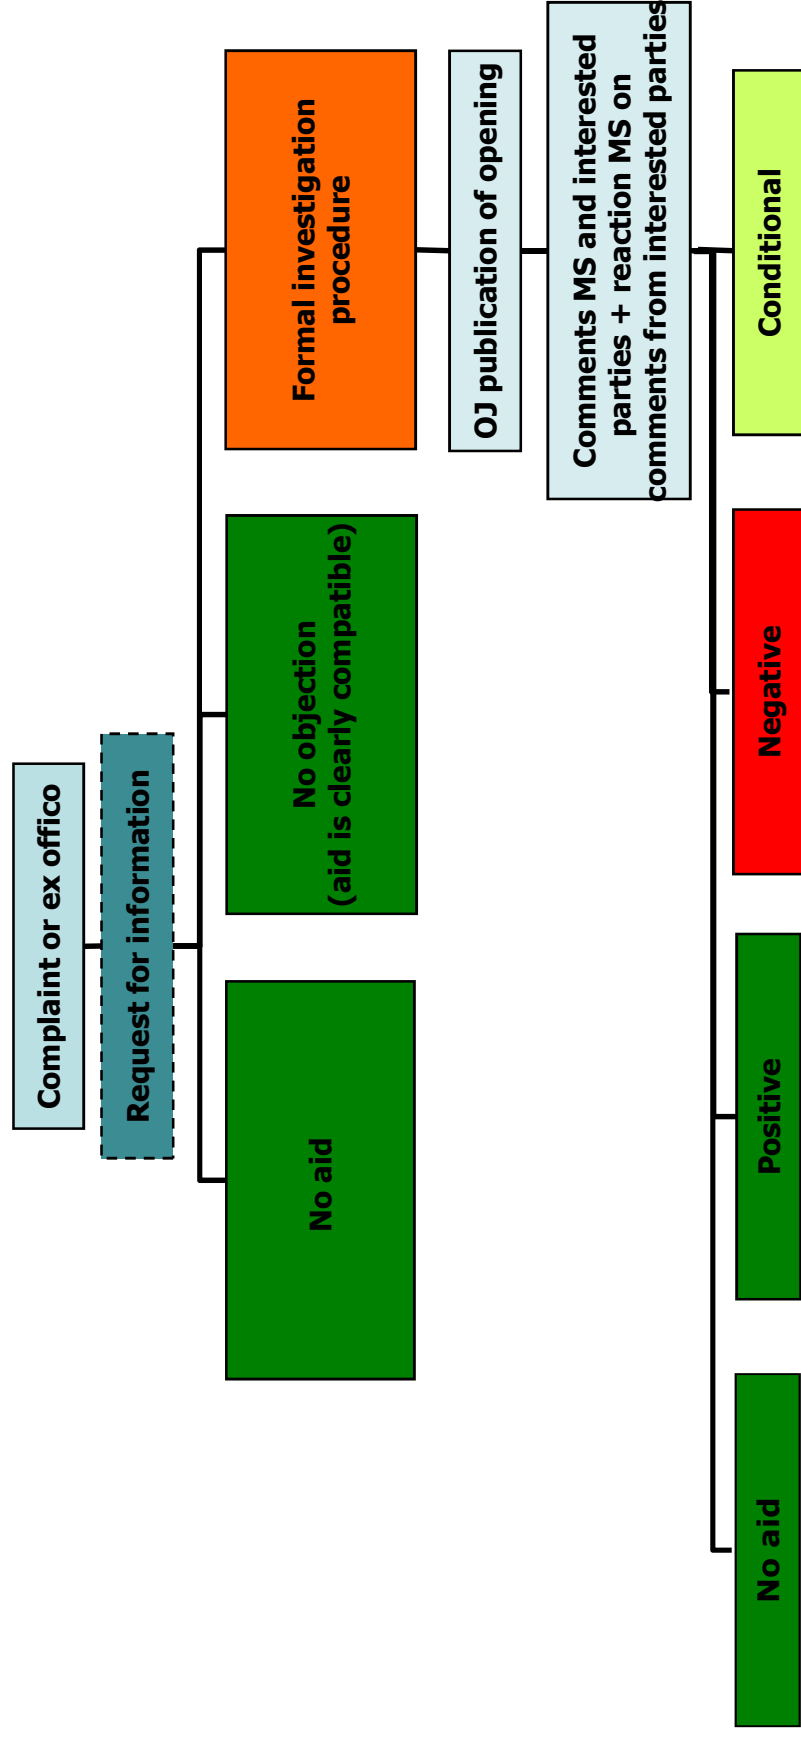 Complaint or ex offico
Request for information
No aid
No objection
(aid is clearly compatible)
Formal investigation
procedure
OJ publication of opening
Comments MS and interested
parties + reaction MS on
comments from interested parties
No aid
Positive
Negative
Conditional